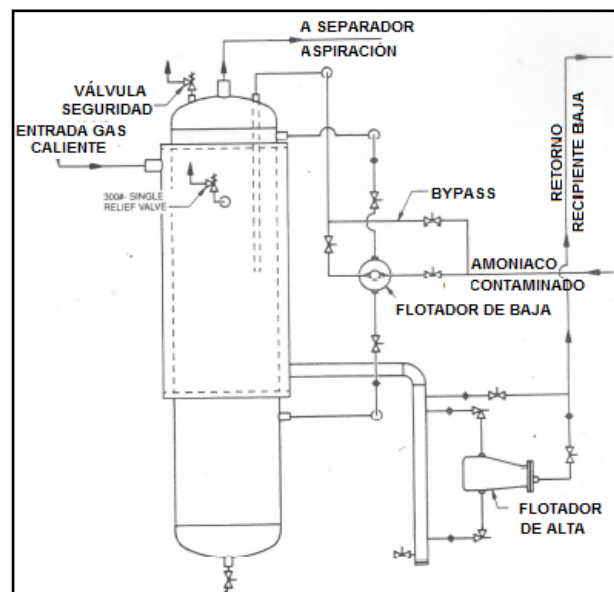 A SEPARADOR
ASPIRACIÓN
VÁLVULA
SEGURIDAD
ENTRADA GAS
CALIENTE
300#- SINGLE
RELIEF VALVE
BYPASS
RETORNO
RECIPIENTE BAJA
AMONIACO
CONTAMINADO
FLOTADOR DE BAJA
FLOTADOR
DE ALTA